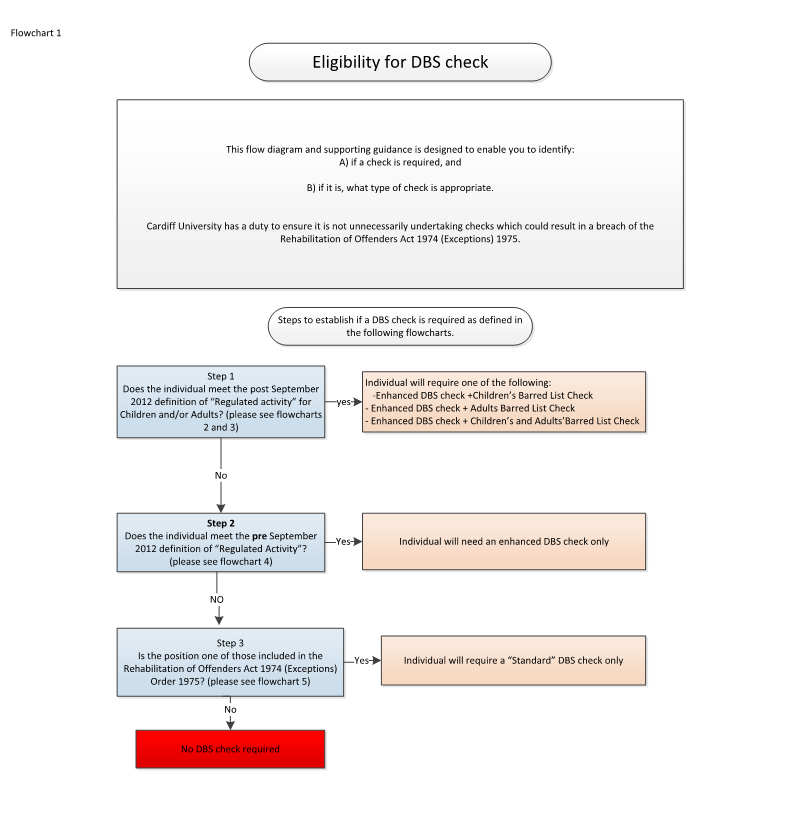 Flowchart 1
Eligibility for DBS check
This flow diagram and supporting guidance is designed to enable you to identify:
A) if a check is required, and
B) if it is, what type of check is appropriate.
Cardiff University has a duty to ensure it is not unnecessarily undertaking checks which could result in a breach of the
Rehabilitation of Offenders Act 1974 (Exceptions) 1975.
Steps to establish if a DBS check is required as defined in
the following flowcharts.
Step 1
Does the individual meet the post September
2012 definition of “Regulated activity” for
Children and/or Adults? (please see flowcharts
2 and 3)
yes
Individual will require one of the following:
-Enhanced DBS check +Children’s Barred List Check
- Enhanced DBS check + Adults Barred List Check
- Enhanced DBS check + Children’s and Adults’Barred List Check
No
Step 2
Does the individual meet the pre September
2012 definition of “Regulated Activity”?
(please see flowchart 4)
Yes
Individual will need an enhanced DBS check only
NO
Step 3
Is the position one of those included in the
Rehabilitation of Offenders Act 1974 (Exceptions)
Order 1975? (please see flowchart 5)
Yes
Individual will require a “Standard” DBS check only
No
No DBS check required